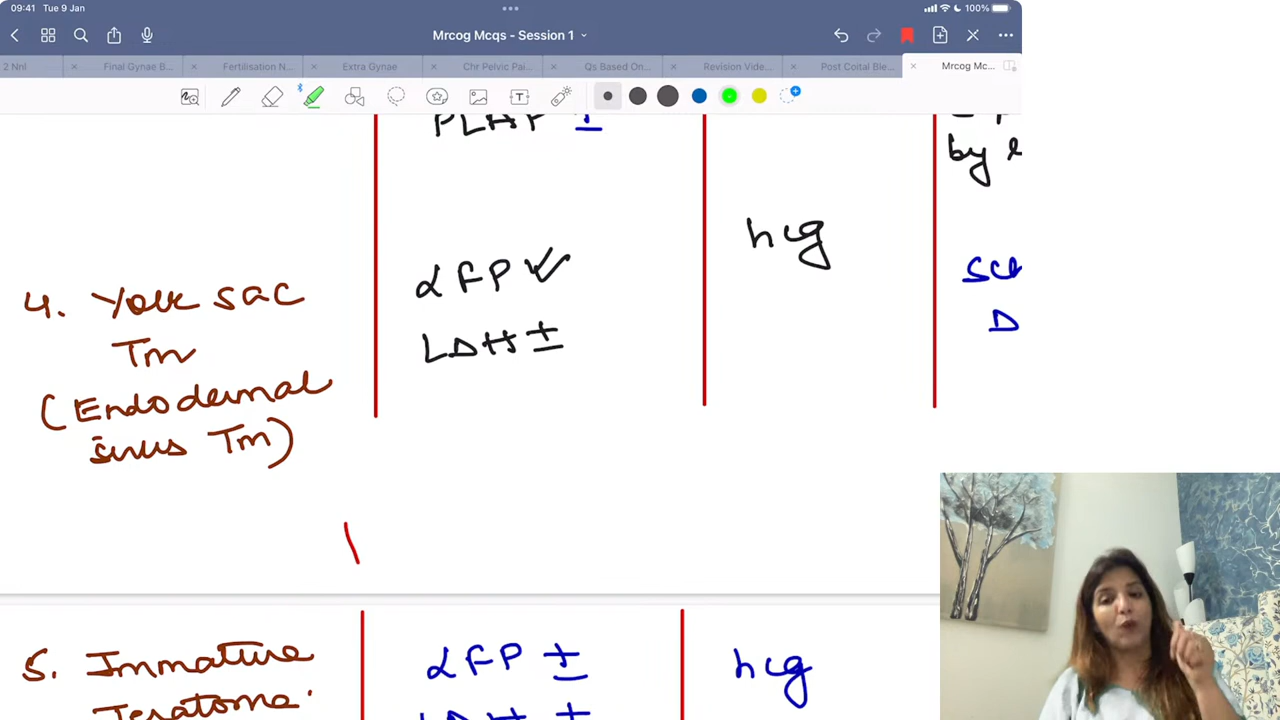 09:41 Tue 9 Jan
100%
Mrcog Mcqs - Session 1
2 Nnl
Final Gynae B...
Fertilisation N...
Extra Gynae
Chr Pelvic Pai...
Qs Based On...
Revision Vide...
Post Coital Ble...
Mrcog Mc...
PLAP ±
by
hcg
αFP ✓
LDH ±
4. Yolk sac
Tm
(Endodermal
sinus Tm)
D
5. Immature
Teratoma
αFP ±
hcg
LDH ±